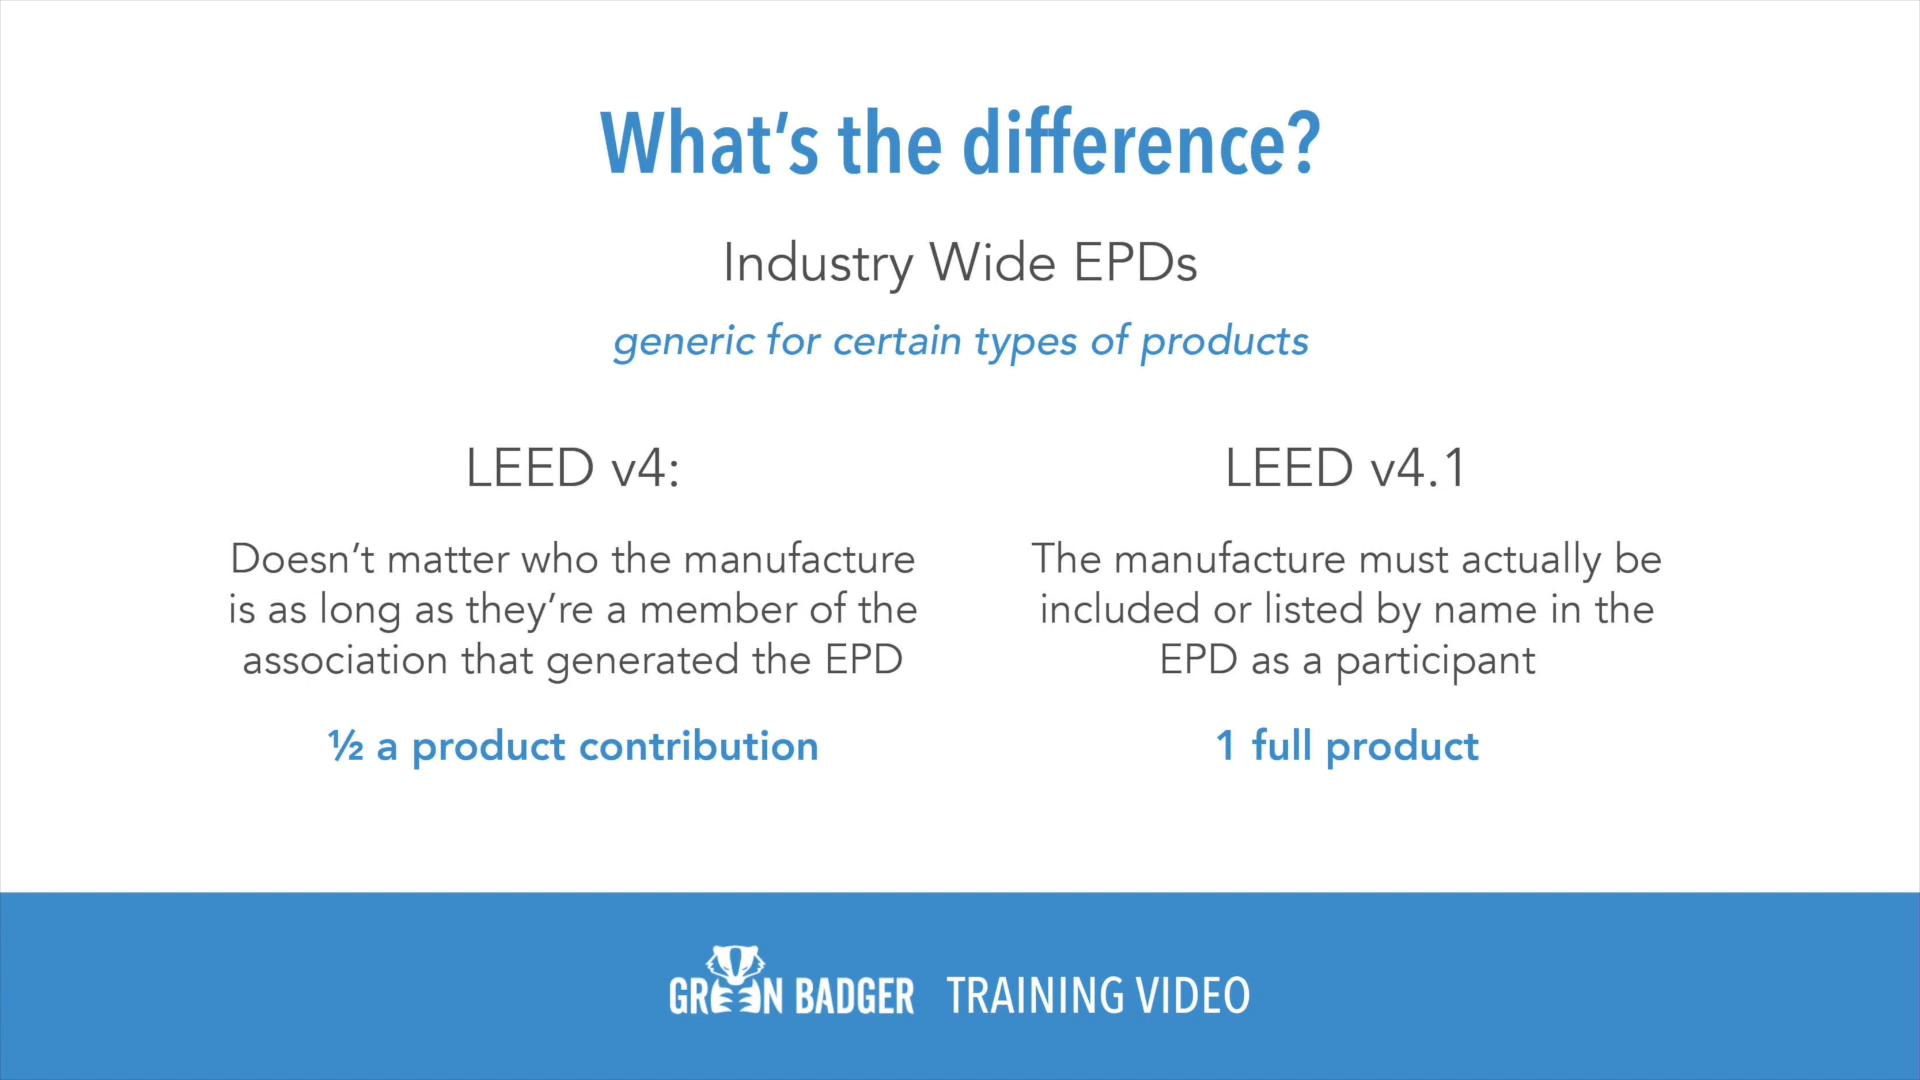 What's the difference?
Industry Wide EPDs
generic for certain types of products
LEED v4:
Doesn't matter who the manufacture
is as long as they're a member of the
association that generated the EPD
½ a product contribution
LEED v4.1
The manufacture must actually be
included or listed by name in the
EPD as a participant
1 full product
GREEN BADGER TRAINING VIDEO